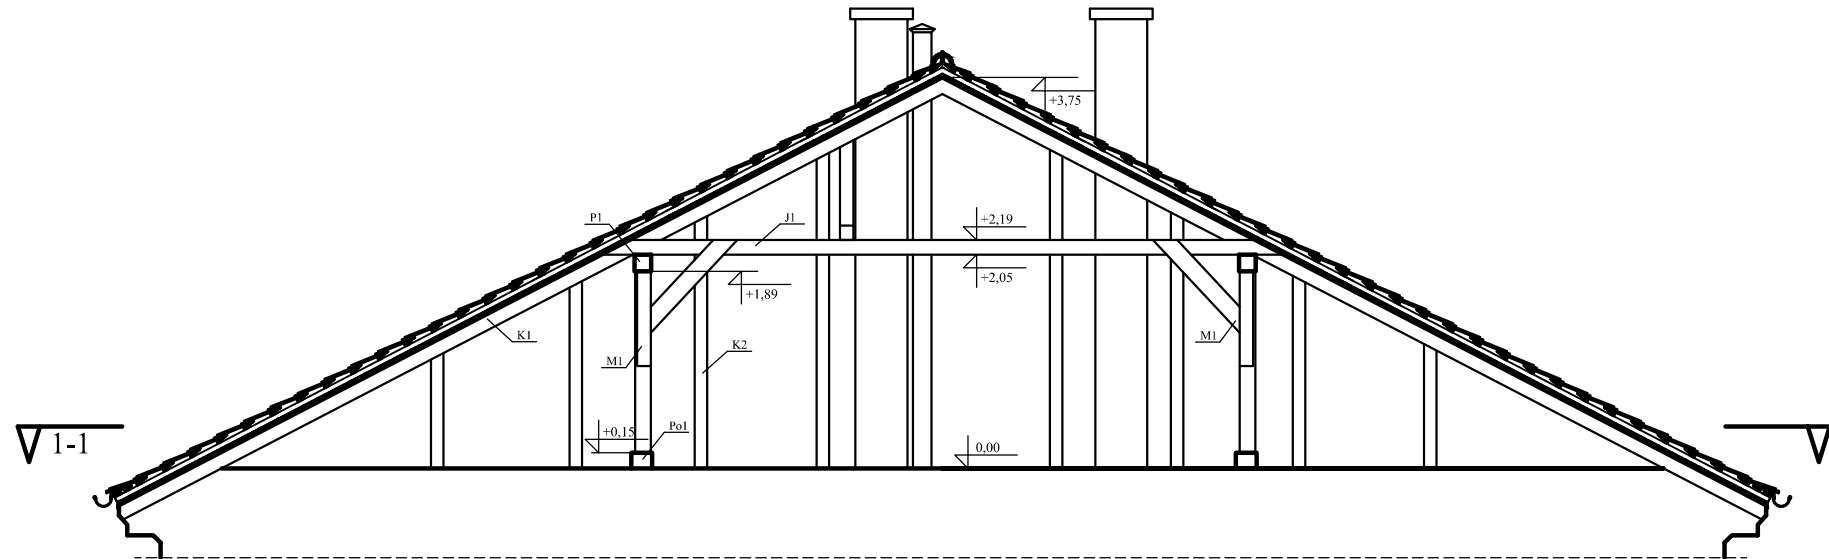 +3,75
P1
J1
+2,19
+2,05
+1,89
K1
K2
M1
M1
1-1
+0,15
Po1
0,00